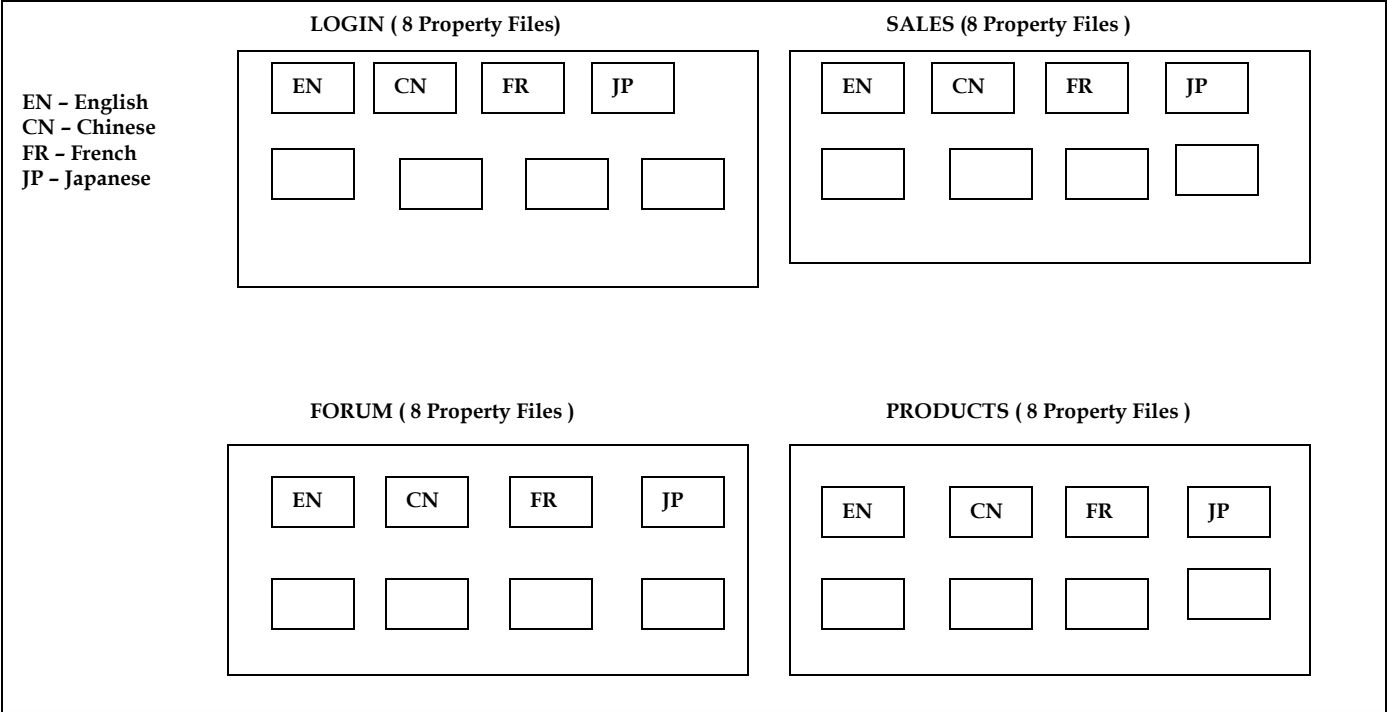 LOGIN ( 8 Property Files)
SALES (8 Property Files )
EN – English
CN – Chinese
FR – French
JP – Japanese
EN CN FR JP
EN CN FR JP
FORUM ( 8 Property Files )
PRODUCTS ( 8 Property Files )
EN CN FR JP
EN CN FR JP